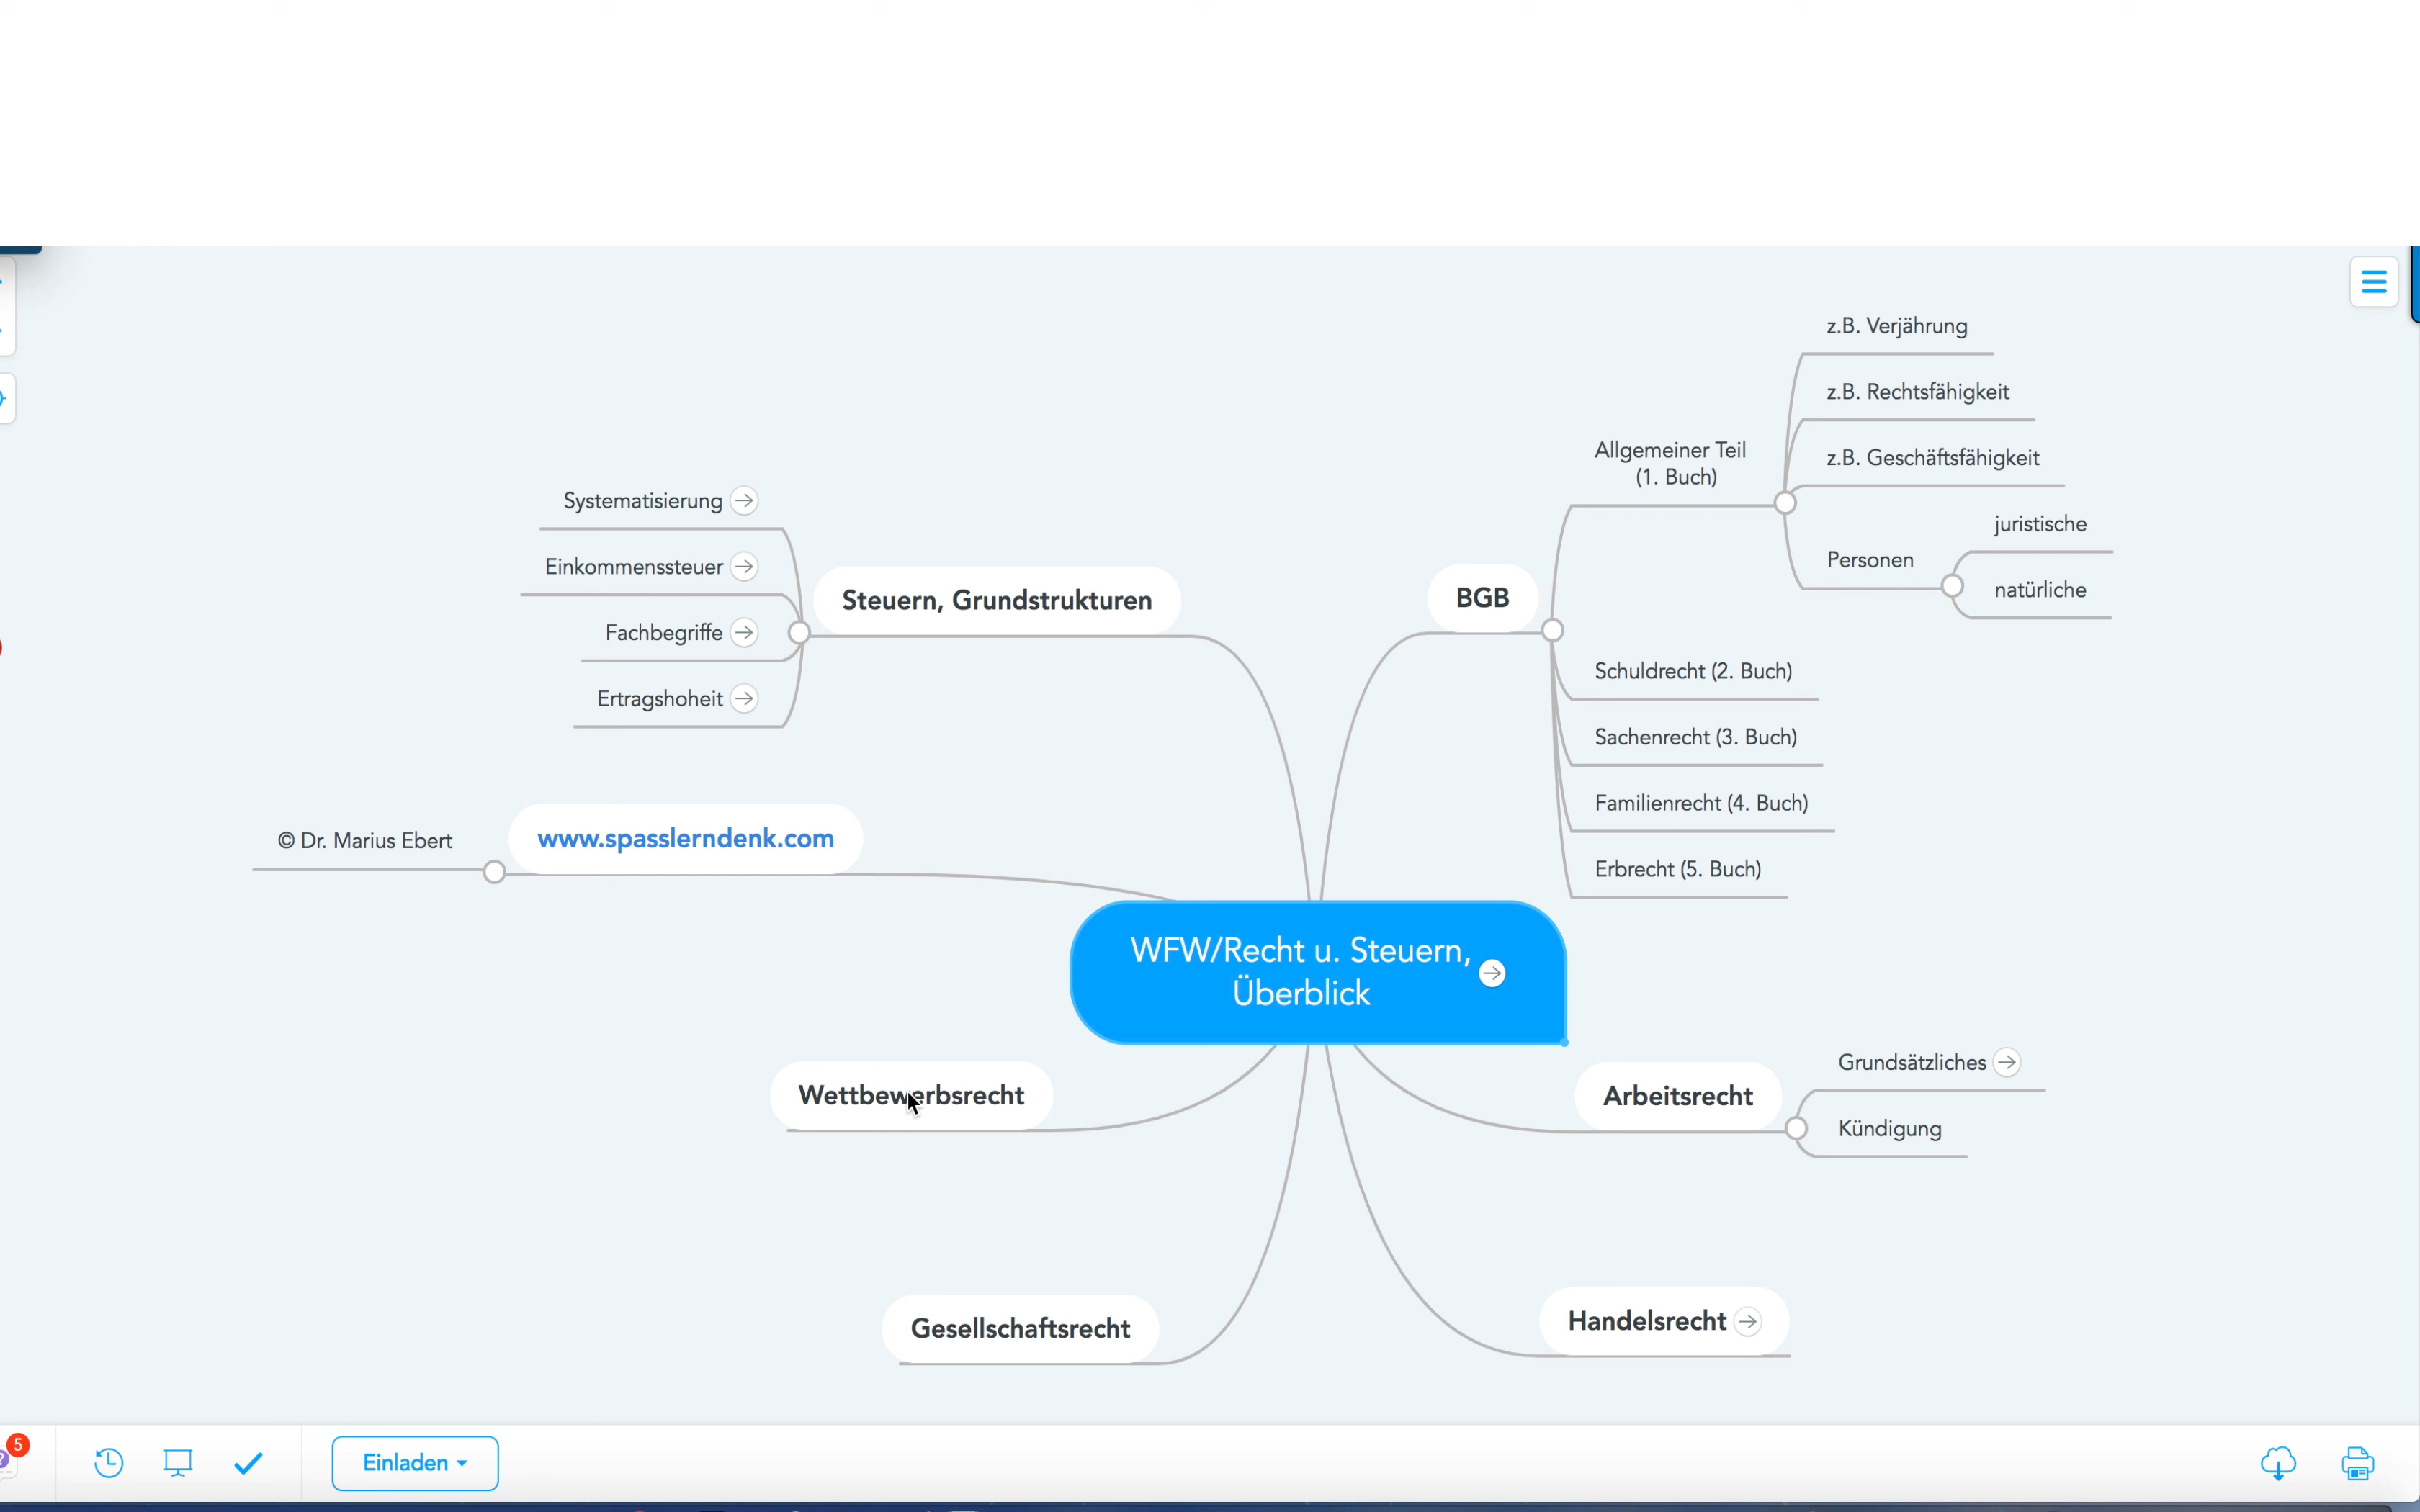 z.B. Verjährung
z.B. Rechtsfähigkeit
z.B. Geschäftsfähigkeit
Allgemeiner Teil
(1. Buch)
juristische
Personen
natürliche
BGB
Schuldrecht (2. Buch)
Sachenrecht (3. Buch)
Familienrecht (4. Buch)
Erbrecht (5. Buch)
Systematisierung
Einkommenssteuer
Fachbegriffe
Ertragshoheit
Steuern, Grundstrukturen
© Dr. Marius Ebert
www.spasslerndenk.com
WFW/Recht u. Steuern,
Überblick
Wettbewerbsrecht
Arbeitsrecht
Grundsätzliches
Kündigung
Gesellschaftsrecht
Handelsrecht
5
Einladen